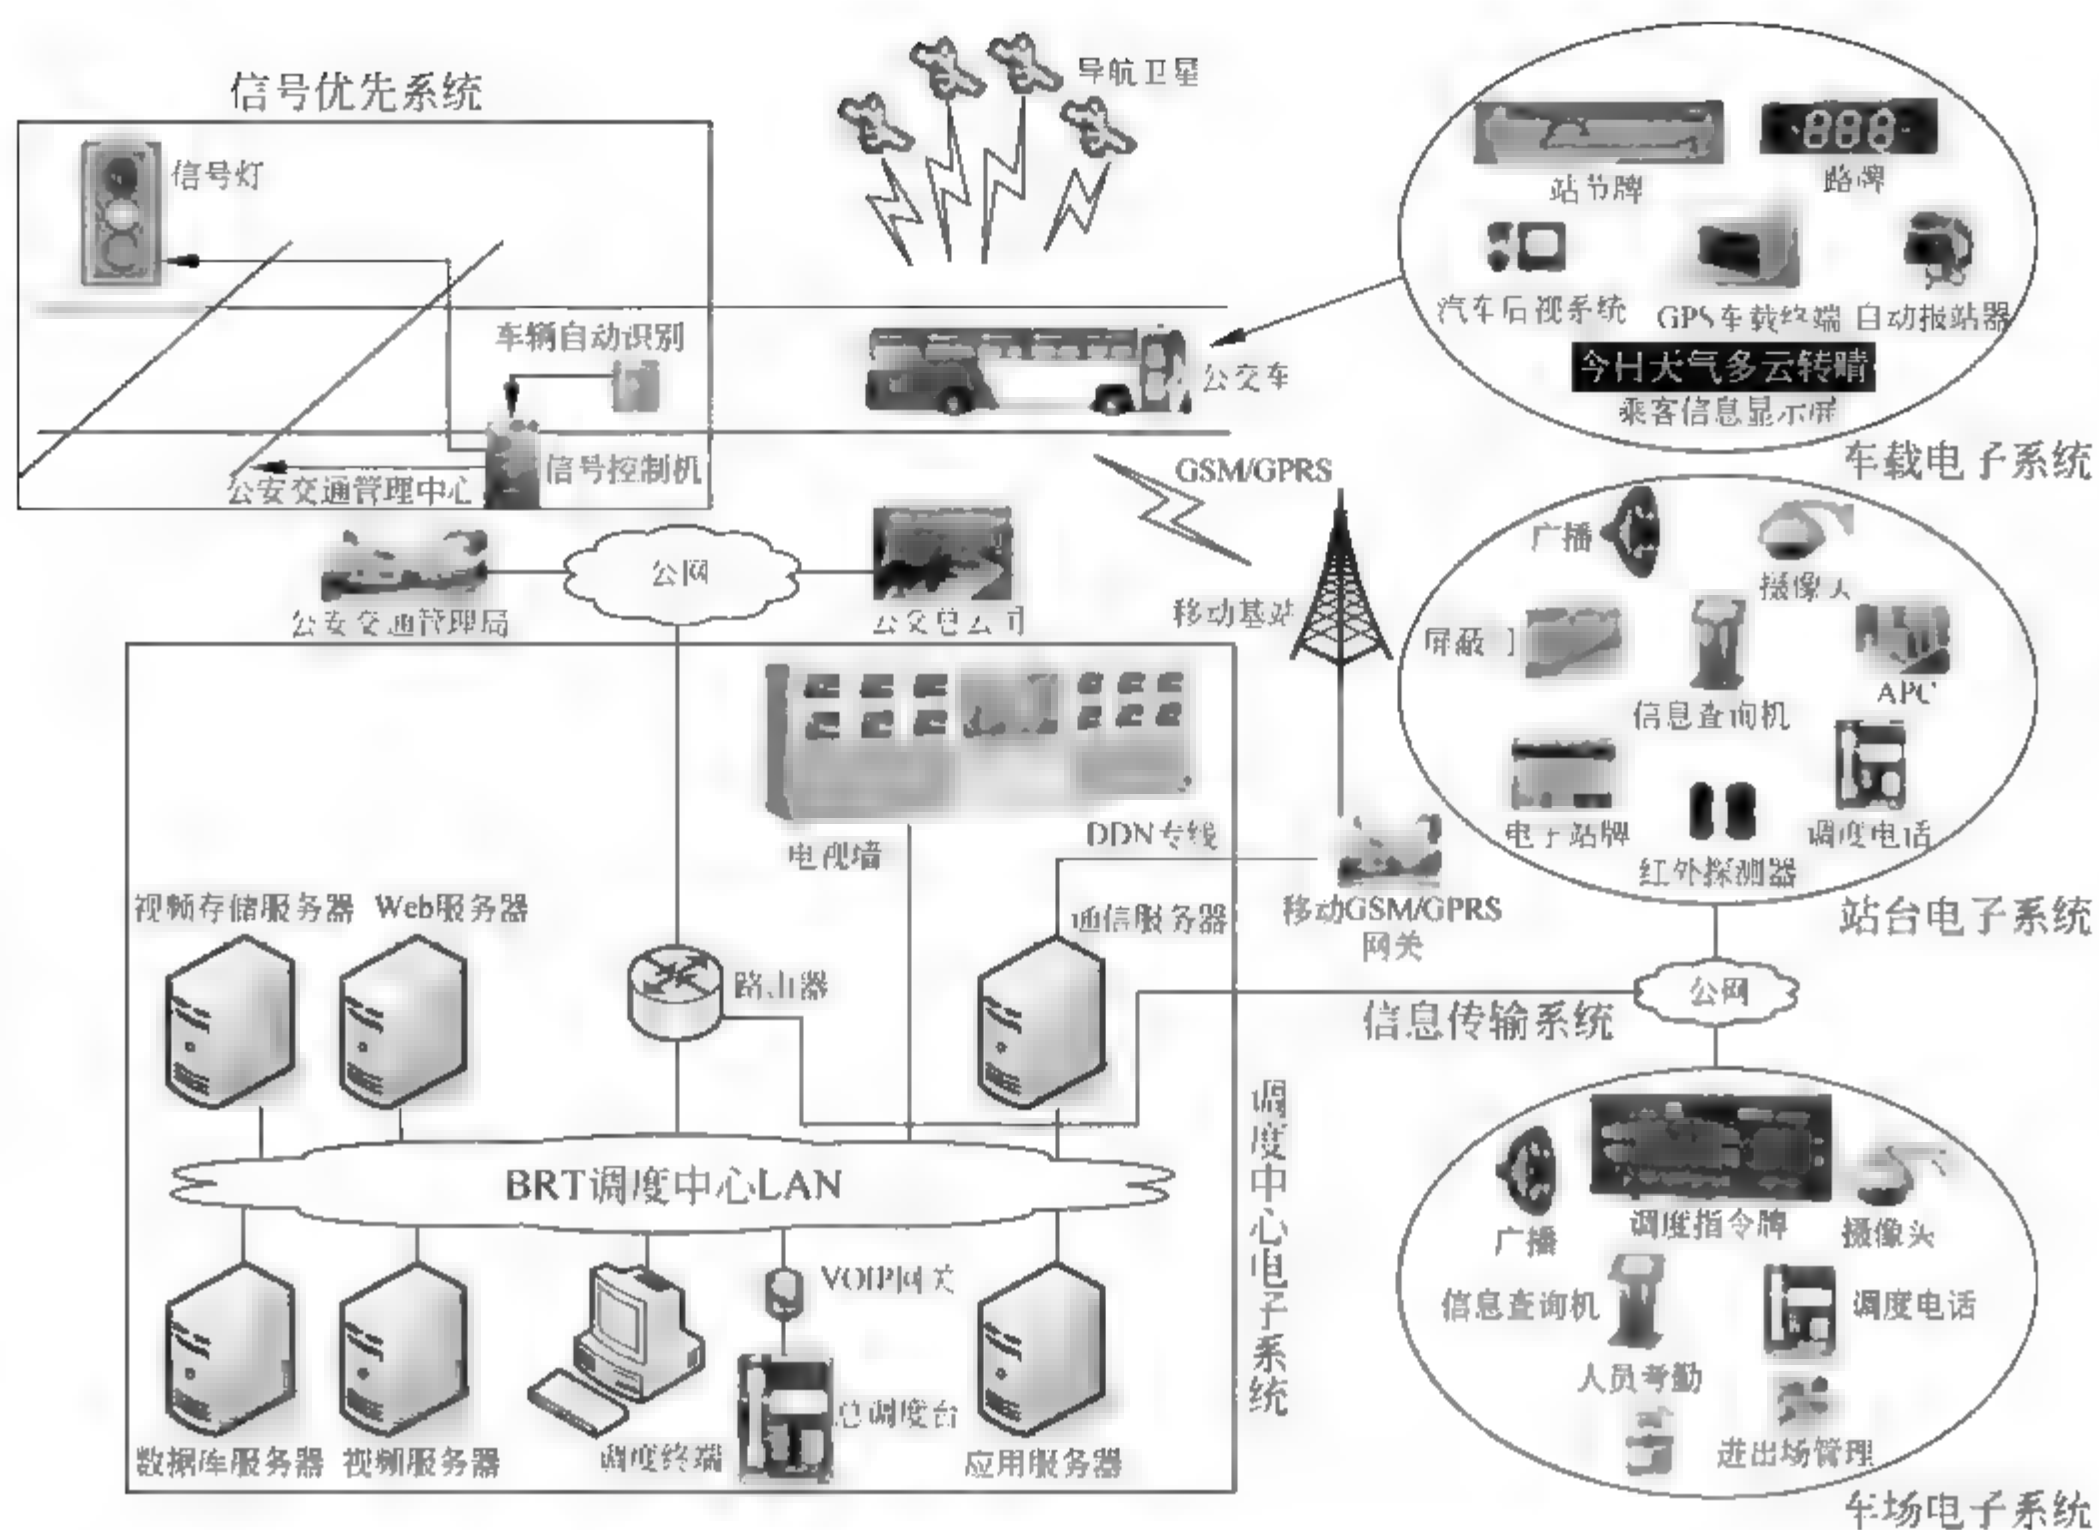 信号优先系统
导航卫星
信号灯
888
站节牌
路牌
车辆自动识别
汽车后视系统
GPS车载终端
自动报站器
今日天气多云转晴
乘客信息显示屏
公交车
车载电子系统
信号控制机
公安交通管理中心
GSM/GPRS
广播
摄像头
公网
公安交通管理局
公交总公司
移动基站
屏蔽门
APC
信息查询机
DDN专线
电视墙
电子站牌
调度电话
红外探测器
视频存储服务器
Web服务器
通信服务器
移动GSM/GPRS
网关
站台电子系统
路由器
公网
信息传输系统
调度中心电子系统
BRT调度中心LAN
广播
调度指令牌
摄像头
VOIP网关
信息查询机
调度电话
人员考勤
总调度台
进出场管理
数据库服务器
视频服务器
调度终端
应用服务器
车场电子系统